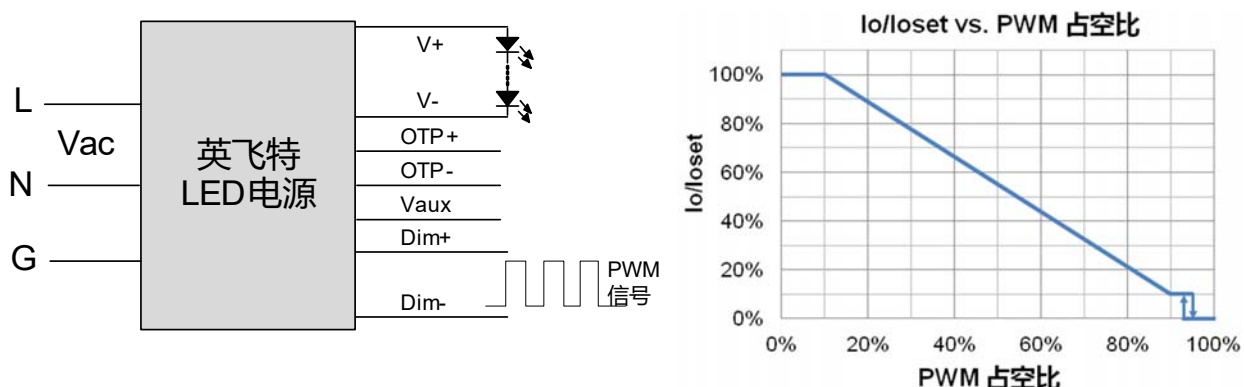 L
Vac
N
G
英飞特
LED电源
V+
V-
OTP+
OTP-
Vaux
Dim+
Dim-
PWM
信号
Io/Ioset vs. PWM 占空比
Io/Ioset
100%
80%
60%
40%
20%
0%
0% 20% 40% 60% 80% 100%
PWM 占空比